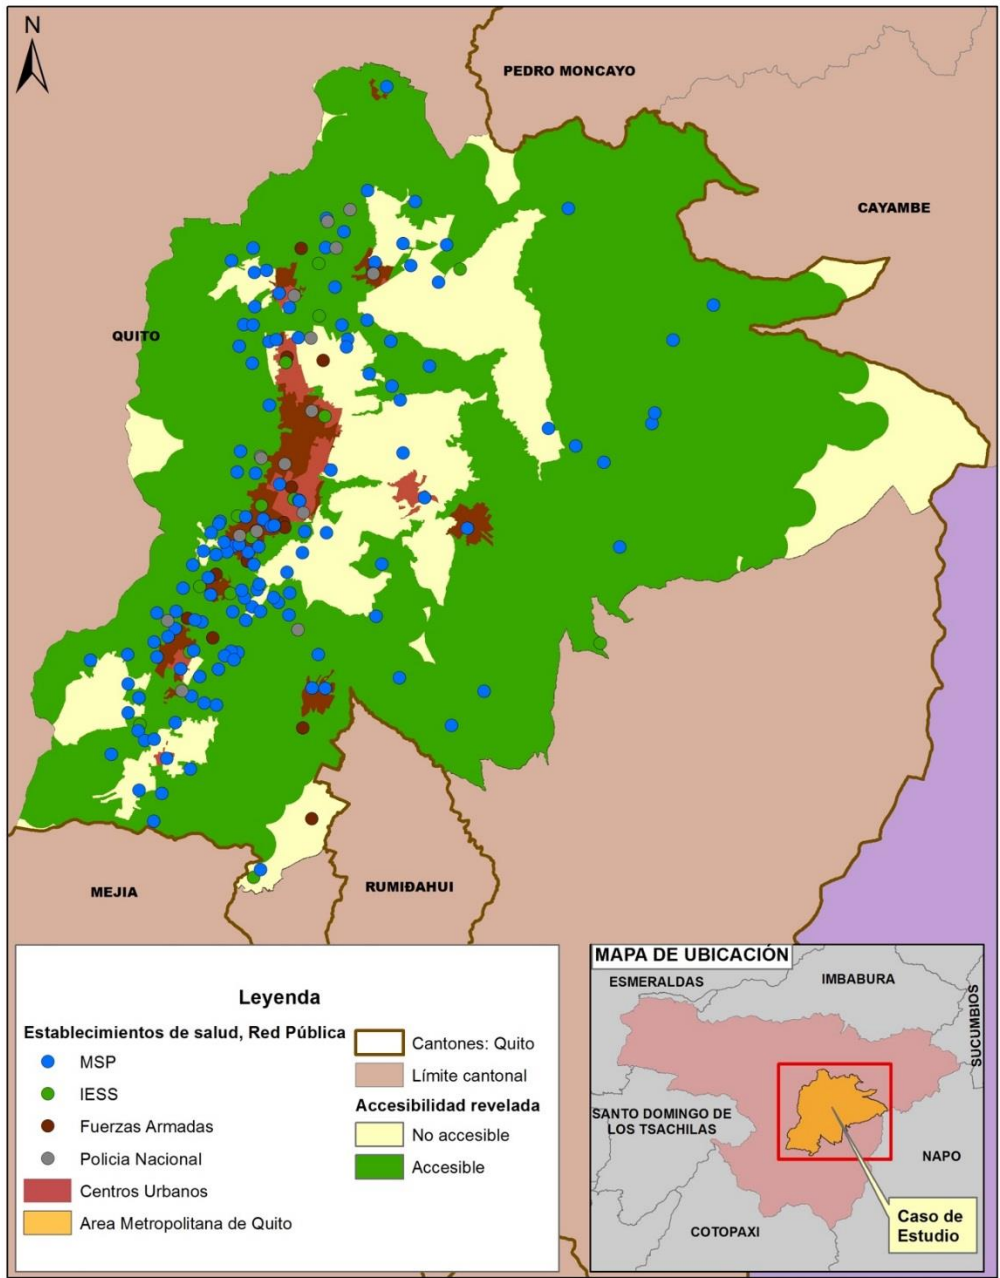 N
PEDRO MONCAYO
CAYAMBE
QUITO
MEJIA
RUMIÐAHUI
Leyenda
Establecimientos de salud, Red Pública
MSP
IESS
Fuerzas Armadas
Policia Nacional
Centros Urbanos
Area Metropolitana de Quito
Cantones: Quito
Límite cantonal
Accesibilidad revelada
No accesible
Accesible
MAPA DE UBICACIÓN
ESMERALDAS
IMBABURA
SUCUMBIOS
SANTO DOMINGO DE
LOS TSACHILAS
NAPO
COTOPAXI
Caso de
Estudio